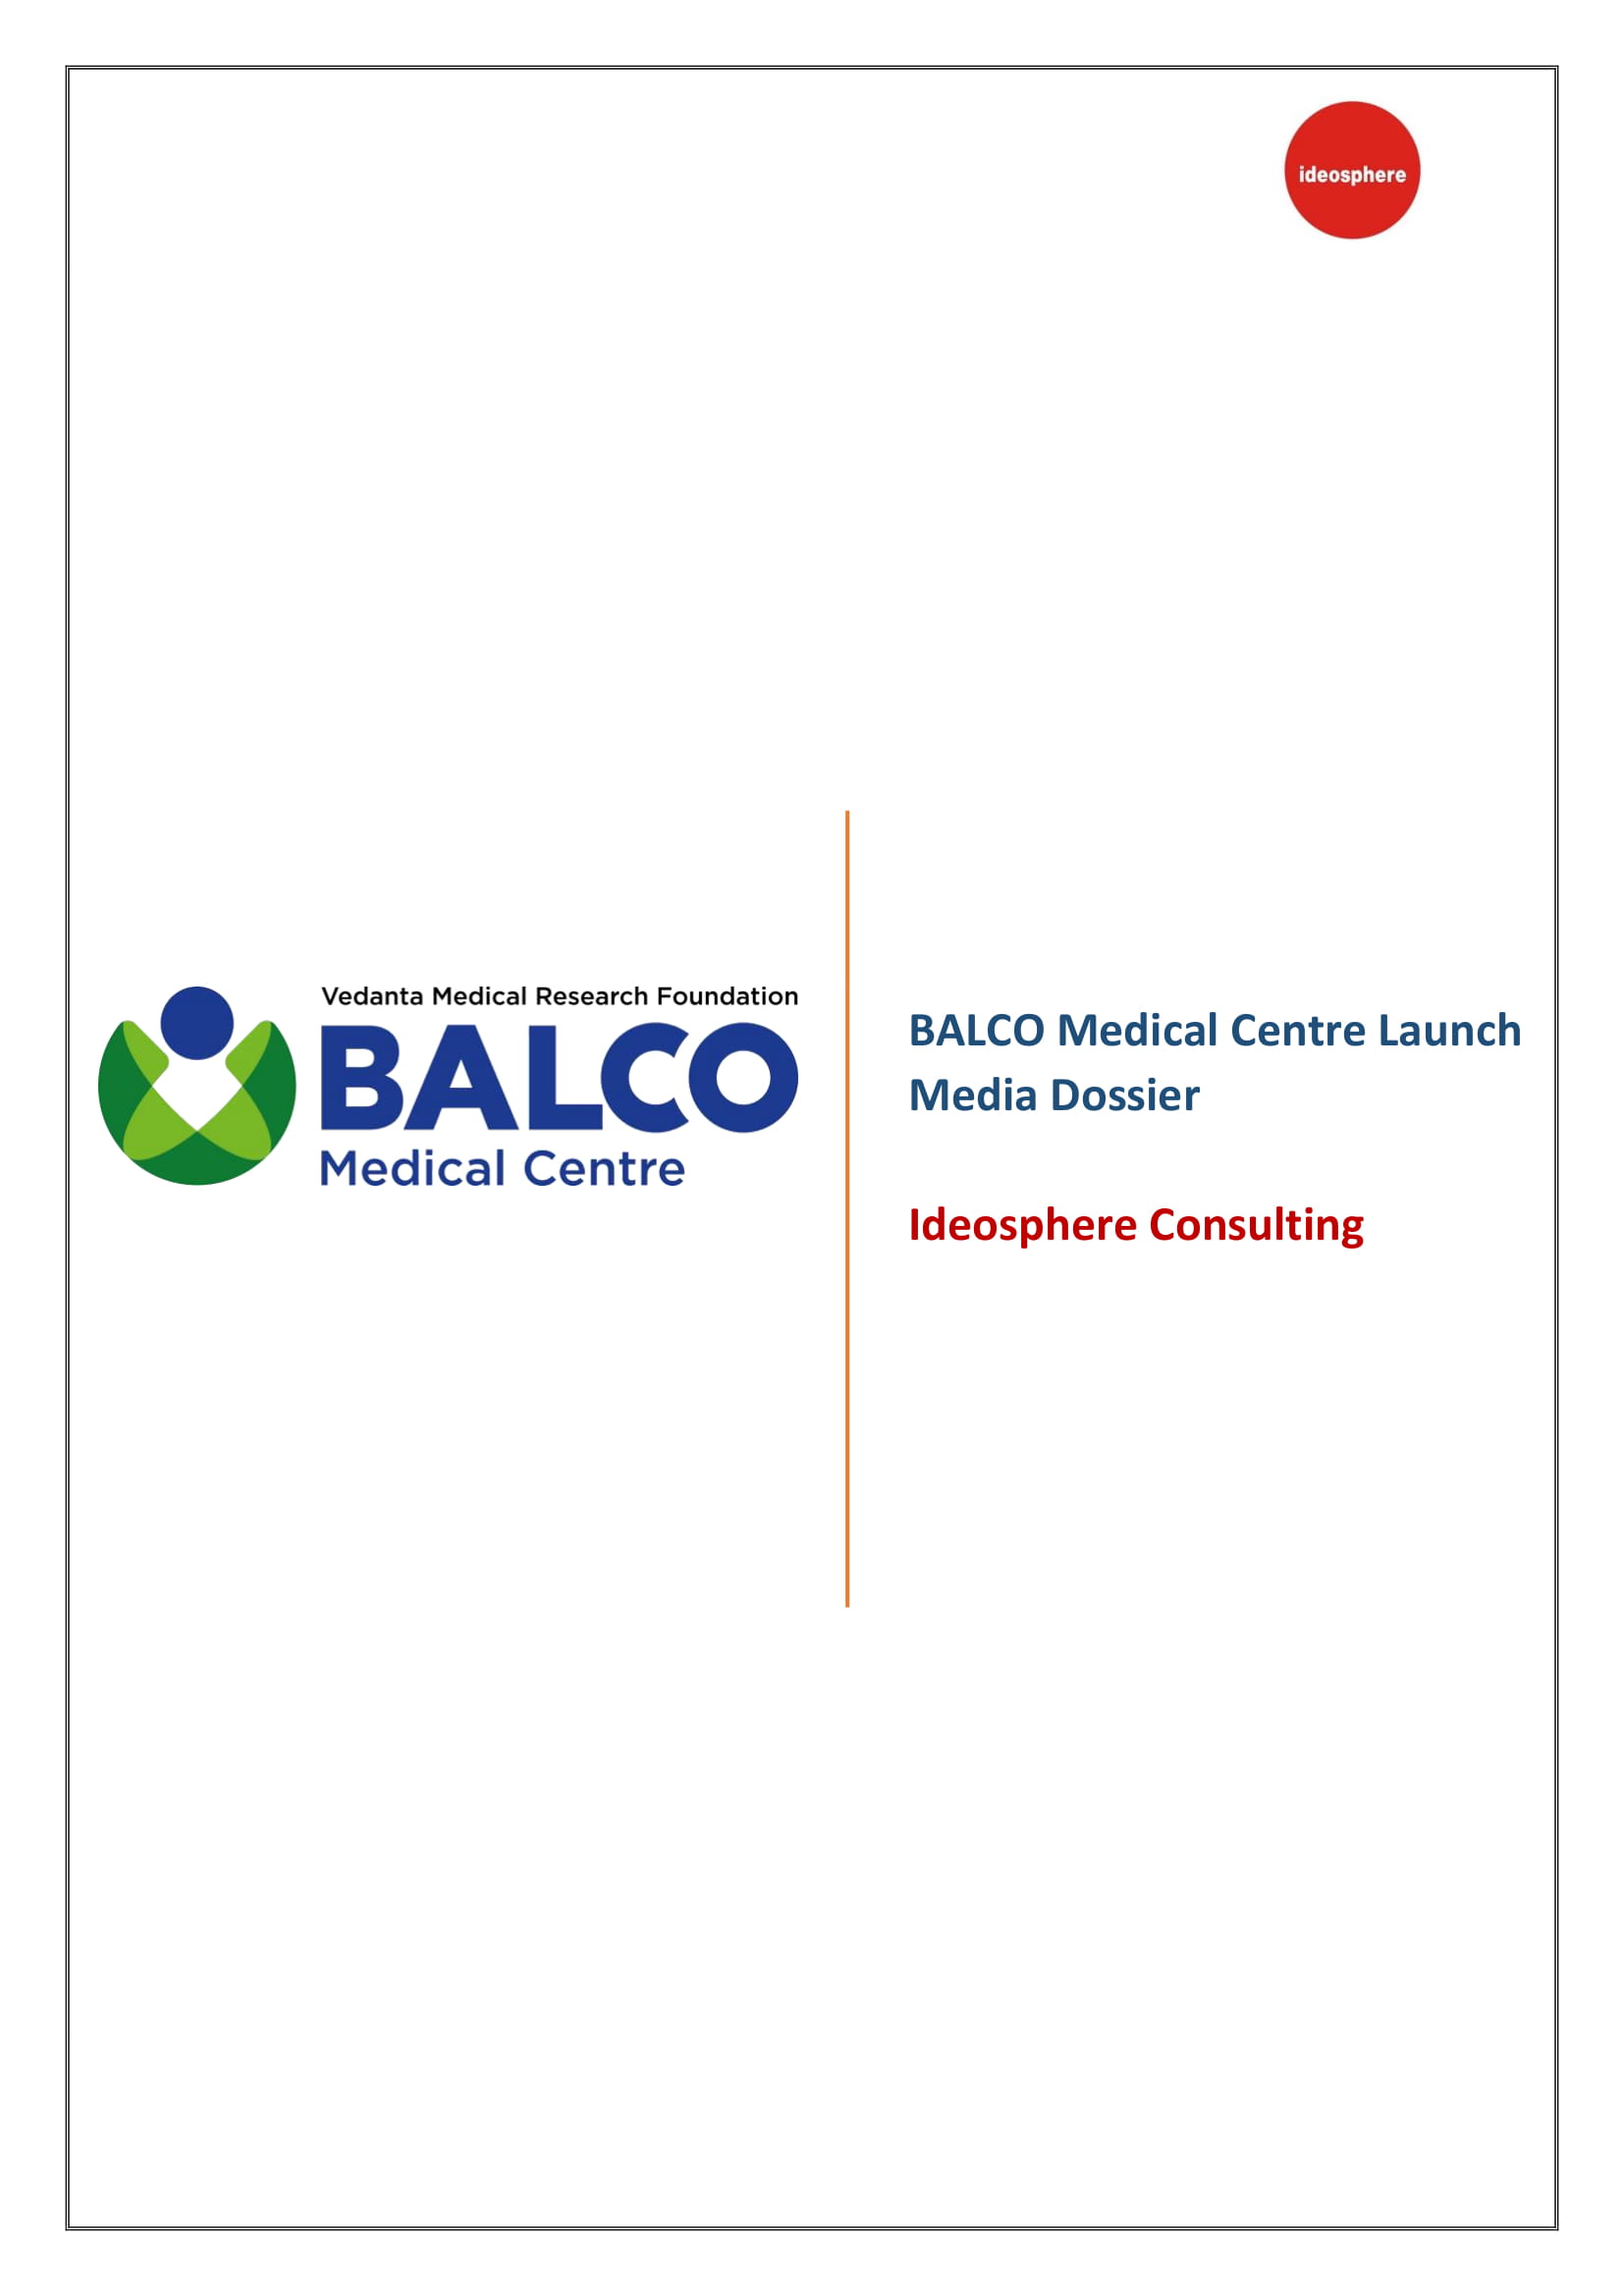 ideosphere
Vedanta Medical Research Foundation
BALCO
Medical Centre
BALCO Medical Centre Launch
Media Dossier
Ideosphere Consulting